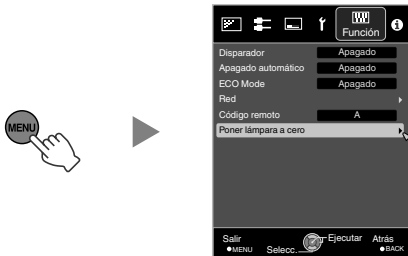 MENU
Función
Disparador Apagado
Apagado automático Apagado
ECO Mode Apagado
Red
Código remoto A
Poner lámpara a cero
Salir Ejecutar Atrás
MENU Selecc. BACK